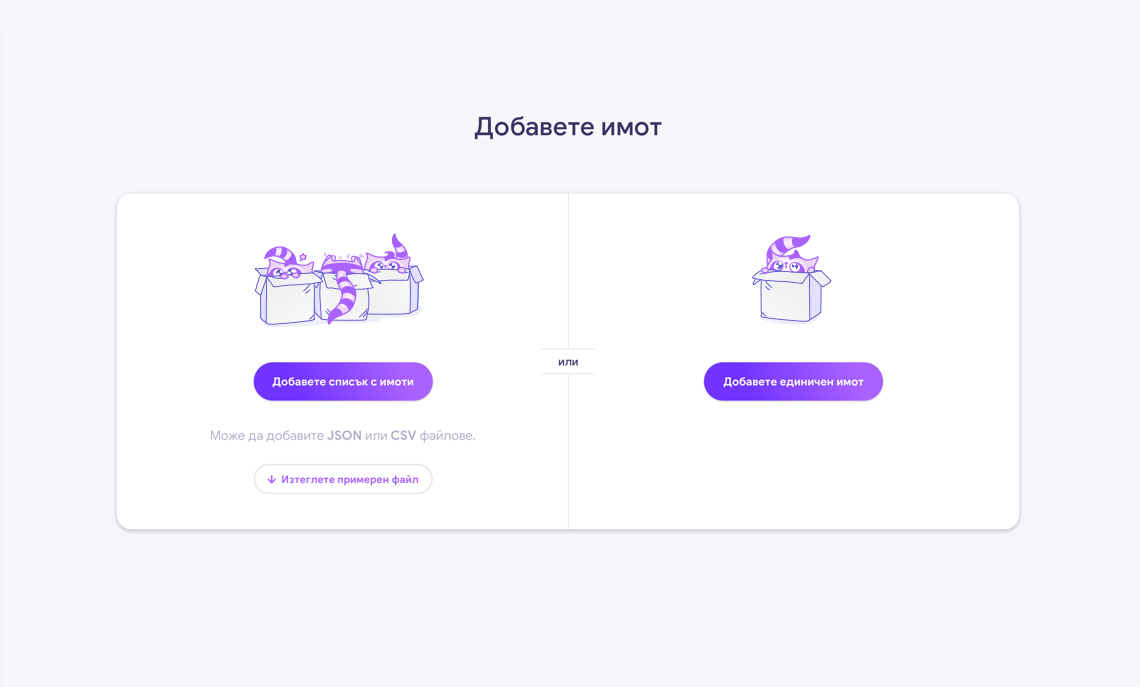 Добавете имот
Добавете списък с имоти
Може да добавите JSON или CSV файлове.
Изтеглете примерен файл
или
Добавете единичен имот